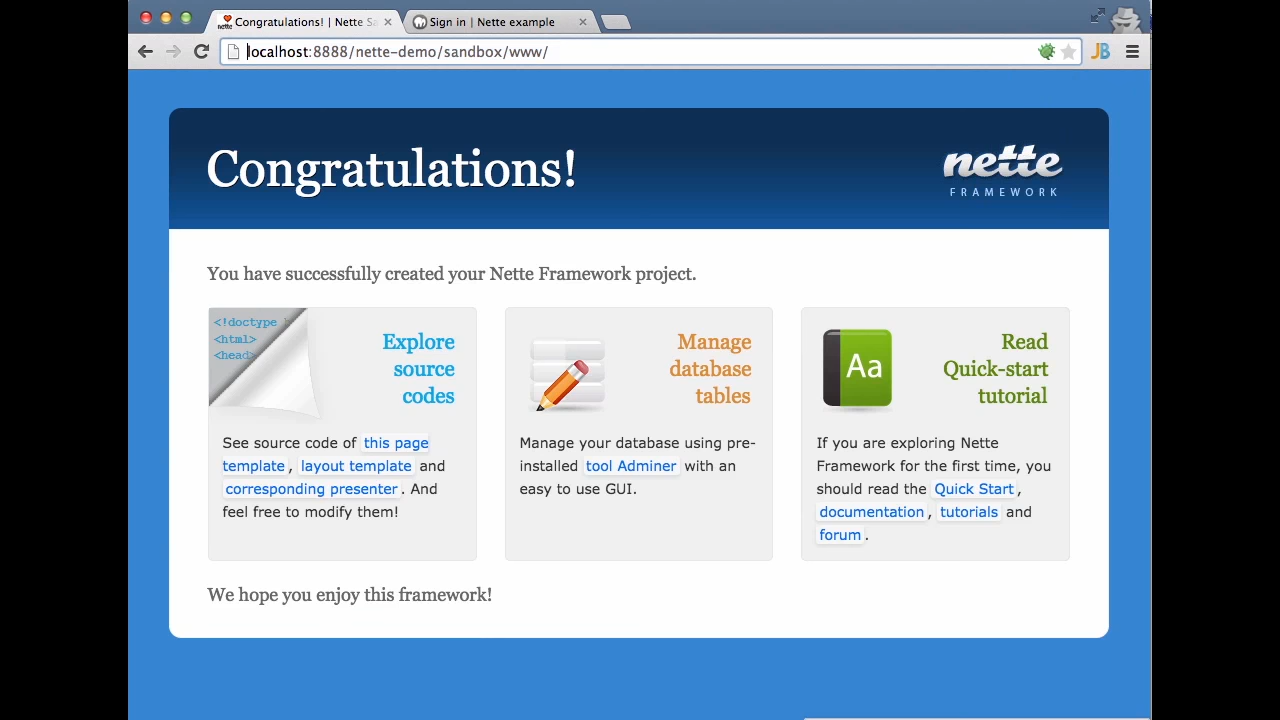 Congratulations! | Nette Sa
Sign in | Nette example
localhost:8888/nette-demo/sandbox/www/
JB
Congratulations!
nette
FRAMEWORK
You have successfully created your Nette Framework project.
<!doctype
<html>
<head>
Explore
source
codes
See source code of this page
template, layout template and
corresponding presenter. And
feel free to modify them!
Manage
database
tables
Manage your database using pre-
installed tool Adminer with an
easy to use GUI.
Aa
Read
Quick-start
tutorial
If you are exploring Nette
Framework for the first time, you
should read the Quick Start,
documentation, tutorials and
forum.
We hope you enjoy this framework!